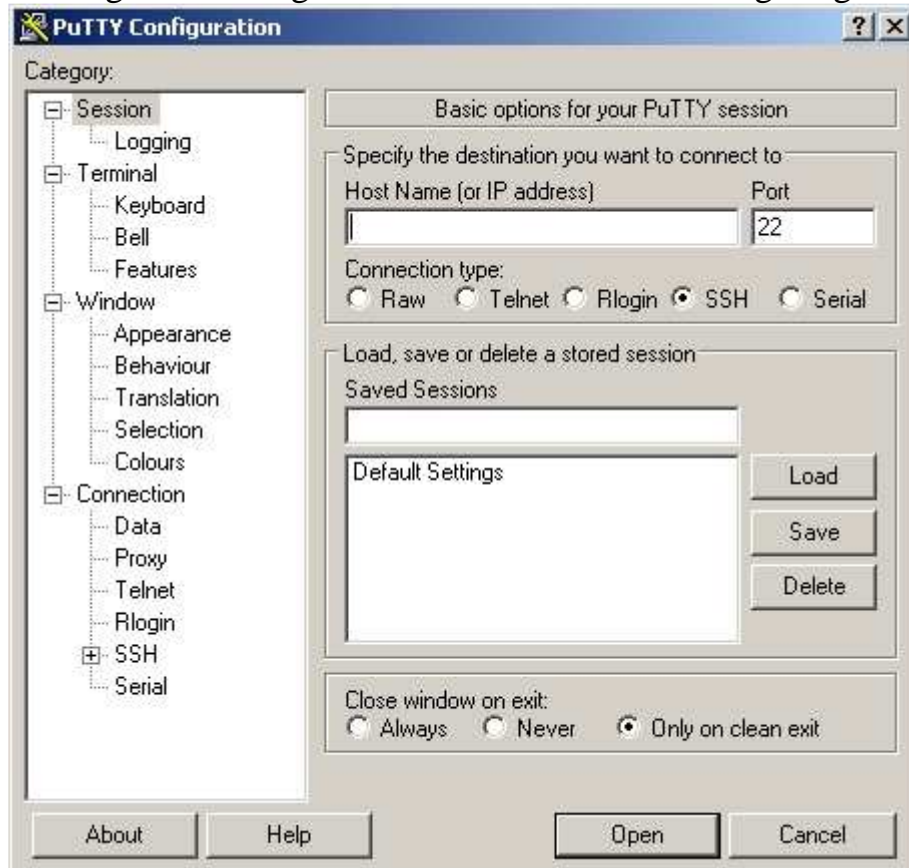 PuTTY Configuration
Category:
Session
Logging
Terminal
Keyboard
Bell
Features
Window
Appearance
Behaviour
Translation
Selection
Colours
Connection
Data
Proxy
Telnet
Rlogin
SSH
Serial
Basic options for your PuTTY session
Specify the destination you want to connect to
Host Name (or IP address) Port
22
Connection type:
Raw Telnet Rlogin SSH Serial
Load, save or delete a stored session
Saved Sessions
Default Settings
Load
Save
Delete
Close window on exit:
Always Never Only on clean exit
About Help Open Cancel